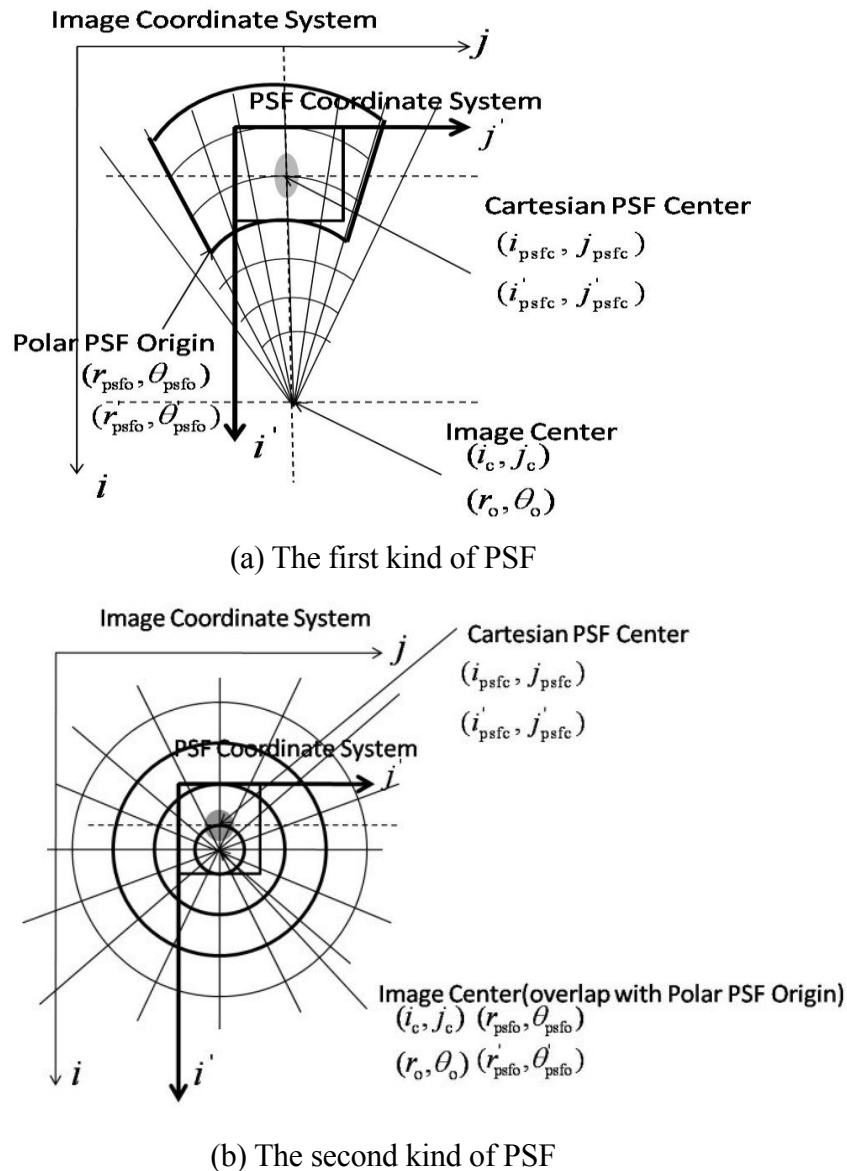 Image Coordinate System
j
PSF Coordinate System
j'
Cartesian PSF Center
(i_psfc, j_psfc)
(i'_psfc, j'_psfc)
Polar PSF Origin
(r_psfo, θ_psfo)
(r'_psfo, θ'_psfo)
i'
i
Image Center
(i_c, j_c)
(r_o, θ_o)
(a) The first kind of PSF
Image Coordinate System
j
Cartesian PSF Center
(i_psfc, j_psfc)
(i'_psfc, j'_psfc)
PSF Coordinate System
j'
Image Center(overlap with Polar PSF Origin)
(i_c, j_c) (r_psfo, θ_psfo)
(r_o, θ_o) (r'_psfo, θ'_psfo)
i
i'
(b) The second kind of PSF